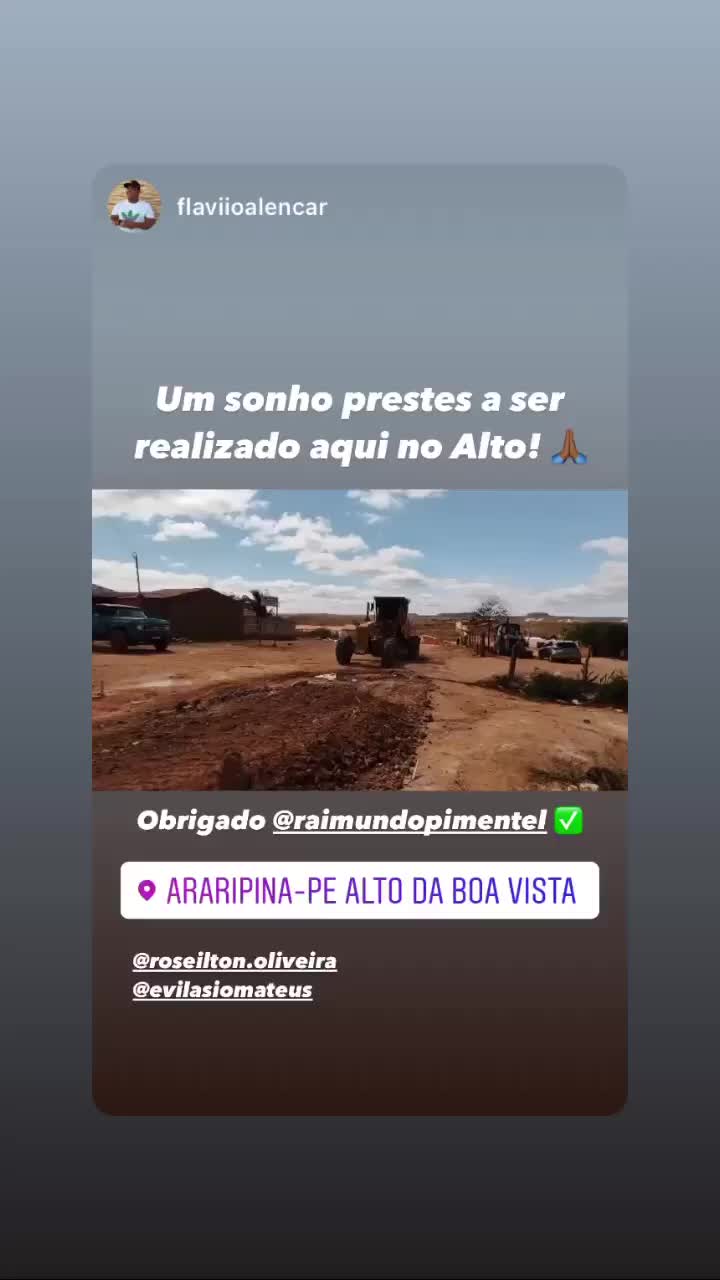 flaviioalencar
Um sonho prestes a ser
realizado aqui no Alto! 🙏🏾
Obrigado @raimundopimentel ✅
ARARIPINA-PE ALTO DA BOA VISTA
@roseilton.oliveira
@evilasiomateus